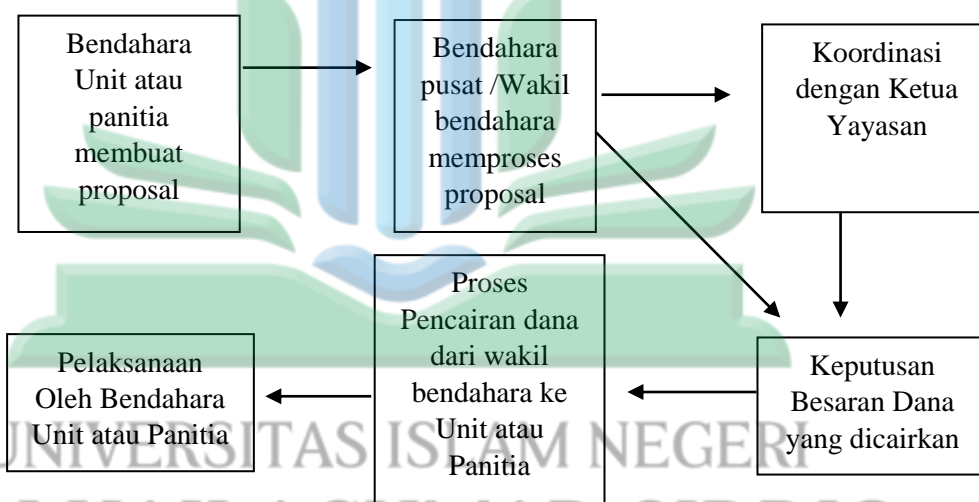 Bendahara
Unit atau
panitia
membuat
proposal
Bendahara
pusat /Wakil
bendahara
memproses
proposal
Koordinasi
dengan Ketua
Yayasan
Keputusan
Besaran Dana
yang dicairkan
Proses
Pencairan dana
dari wakil
bendahara ke
Unit atau
Panitia
Pelaksanaan
Oleh Bendahara
Unit atau Panitia
UNIVERSITAS ISLAM NEGERI